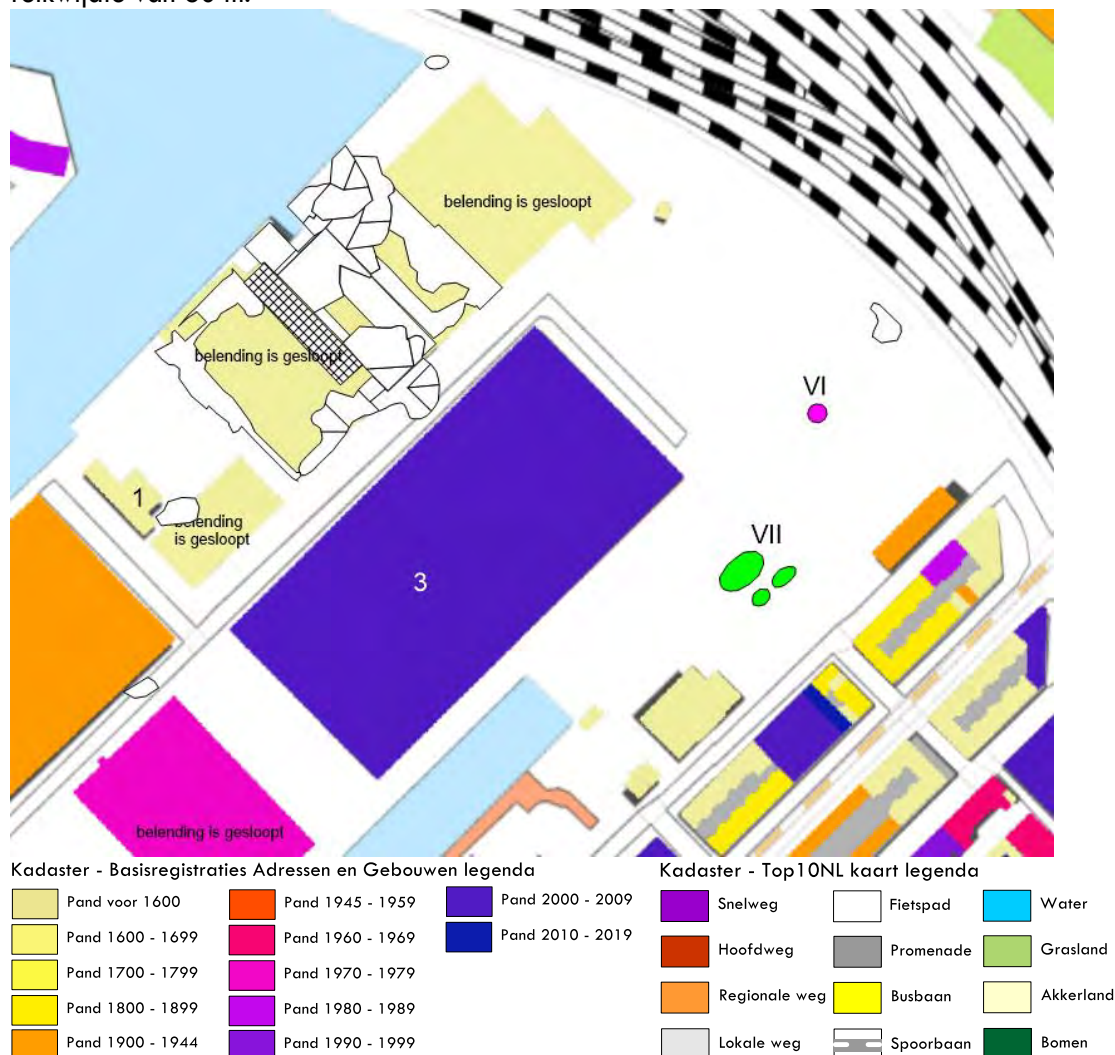 belending is gesloopt
VI
belending is gesloopt
1
belending
is gesloopt
VII
3
belending is gesloopt
Kadaster - Basisregistraties Adressen en Gebouwen legenda
Kadaster - Top10NL kaart legenda
Pand voor 1600
Pand 1600 - 1699
Pand 1700 - 1799
Pand 1800 - 1899
Pand 1900 - 1944
Pand 1945 - 1959
Pand 1960 - 1969
Pand 1970 - 1979
Pand 1980 - 1989
Pand 1990 - 1999
Pand 2000 - 2009
Pand 2010 - 2019
Snelweg
Hoofdweg
Regionale weg
Lokale weg
Fietspad
Promenade
Busbaan
Spoorbaan
Water
Grasland
Akkerland
Bomen